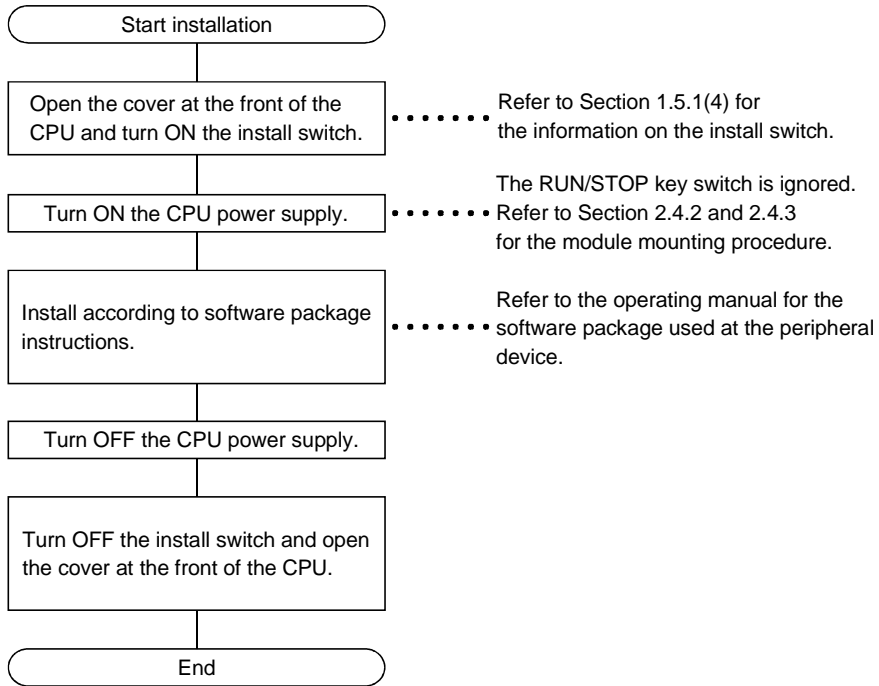 Start installation
Open the cover at the front of the
CPU and turn ON the install switch.
Refer to Section 1.5.1(4) for
the information on the install switch.
Turn ON the CPU power supply.
The RUN/STOP key switch is ignored.
Refer to Section 2.4.2 and 2.4.3
for the module mounting procedure.
Install according to software package
instructions.
Refer to the operating manual for the
software package used at the peripheral
device.
Turn OFF the CPU power supply.
Turn OFF the install switch and open
the cover at the front of the CPU.
End